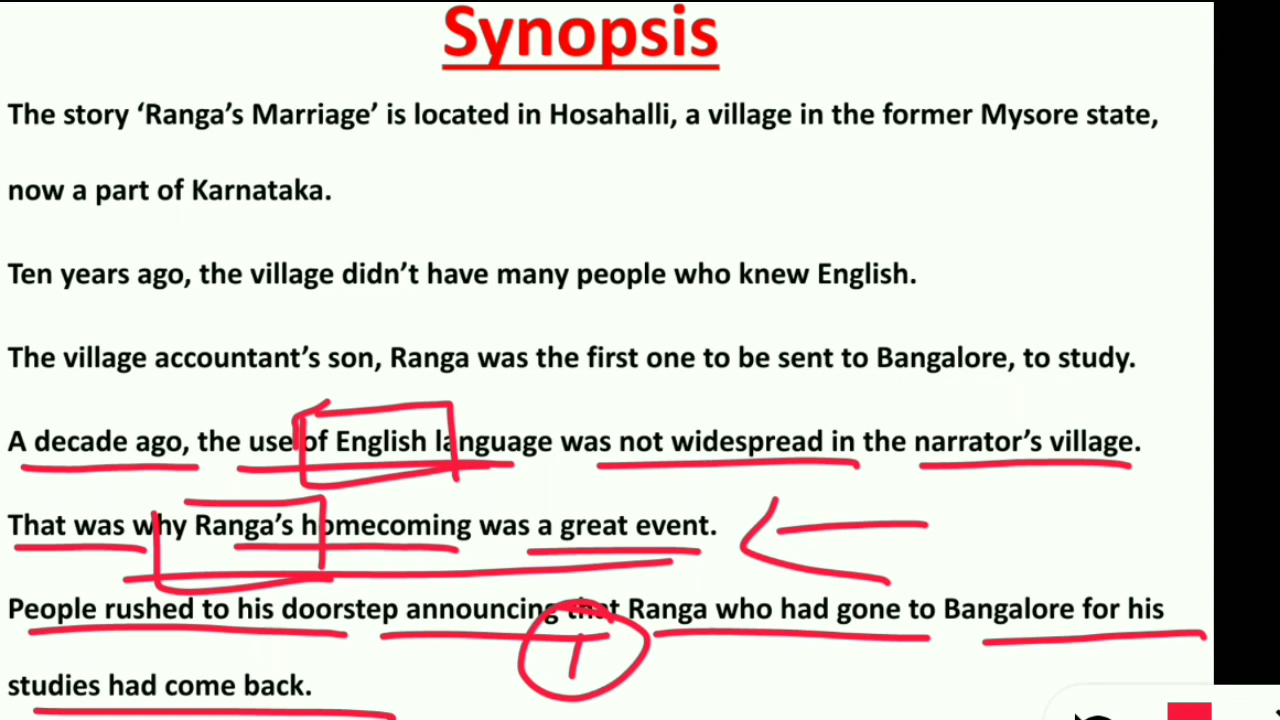 Synopsis
The story ‘Ranga’s Marriage’ is located in Hosahalli, a village in the former Mysore state,
now a part of Karnataka.
Ten years ago, the village didn’t have many people who knew English.
The village accountant’s son, Ranga was the first one to be sent to Bangalore, to study.
A decade ago, the use of English language was not widespread in the narrator’s village.
That was why Ranga’s homecoming was a great event.
People rushed to his doorstep announcing that Ranga who had gone to Bangalore for his
1
studies had come back.